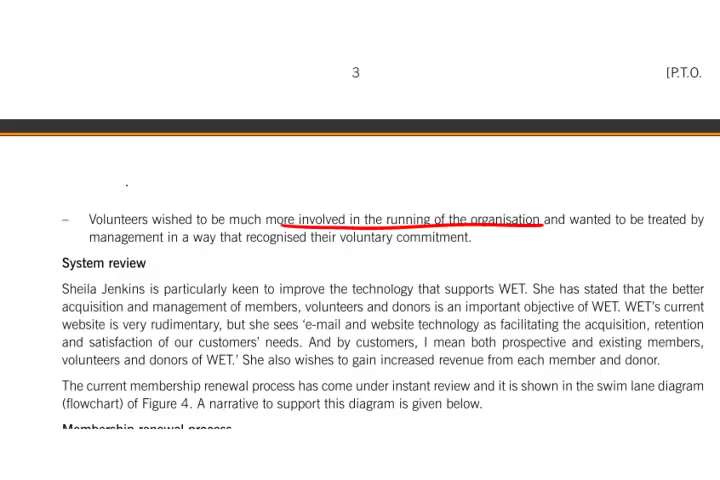 3
[P.T.O.
– Volunteers wished to be much more involved in the running of the organisation and wanted to be treated by
management in a way that recognised their voluntary commitment.
System review
Sheila Jenkins is particularly keen to improve the technology that supports WET. She has stated that the better
acquisition and management of members, volunteers and donors is an important objective of WET. WET's current
website is very rudimentary, but she sees ‘e-mail and website technology as facilitating the acquisition, retention
and satisfaction of our customers’ needs. And by customers, I mean both prospective and existing members,
volunteers and donors of WET.’ She also wishes to gain increased revenue from each member and donor.
The current membership renewal process has come under instant review and it is shown in the swim lane diagram
(flowchart) of Figure 4. A narrative to support this diagram is given below.
Membership renewal process